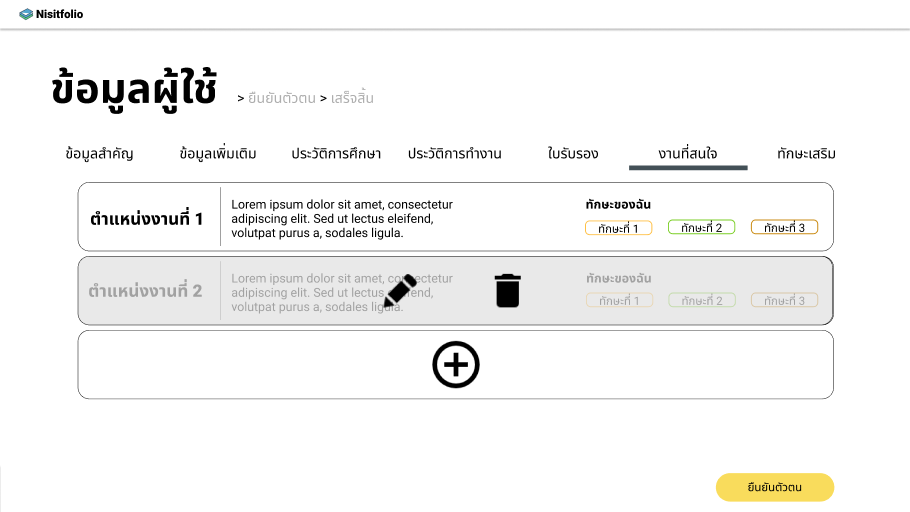 Nisitfolio
ข้อมูลผู้ใช้ > ยืนยันตัวตน > เสร็จสิ้น
ข้อมูลสำคัญ ข้อมูลเพิ่มเติม ประวัติการศึกษา ประวัติการทำงาน ใบรับรอง งานที่สนใจ ทักษะเสริม
ตำแหน่งงานที่ 1
Lorem ipsum dolor sit amet, consectetur
adipiscing elit. Sed ut lectus eleifend,
volutpat purus a, sodales ligula.
ทักษะของฉัน
ทักษะที่ 1 ทักษะที่ 2 ทักษะที่ 3
ตำแหน่งงานที่ 2
Lorem ipsum dolor sit amet, consectetur
adipiscing elit. Sed ut lectus eleifend,
volutpat purus a, sodales ligula.
ทักษะของฉัน
ทักษะที่ 1 ทักษะที่ 2 ทักษะที่ 3
ยืนยันตัวตน